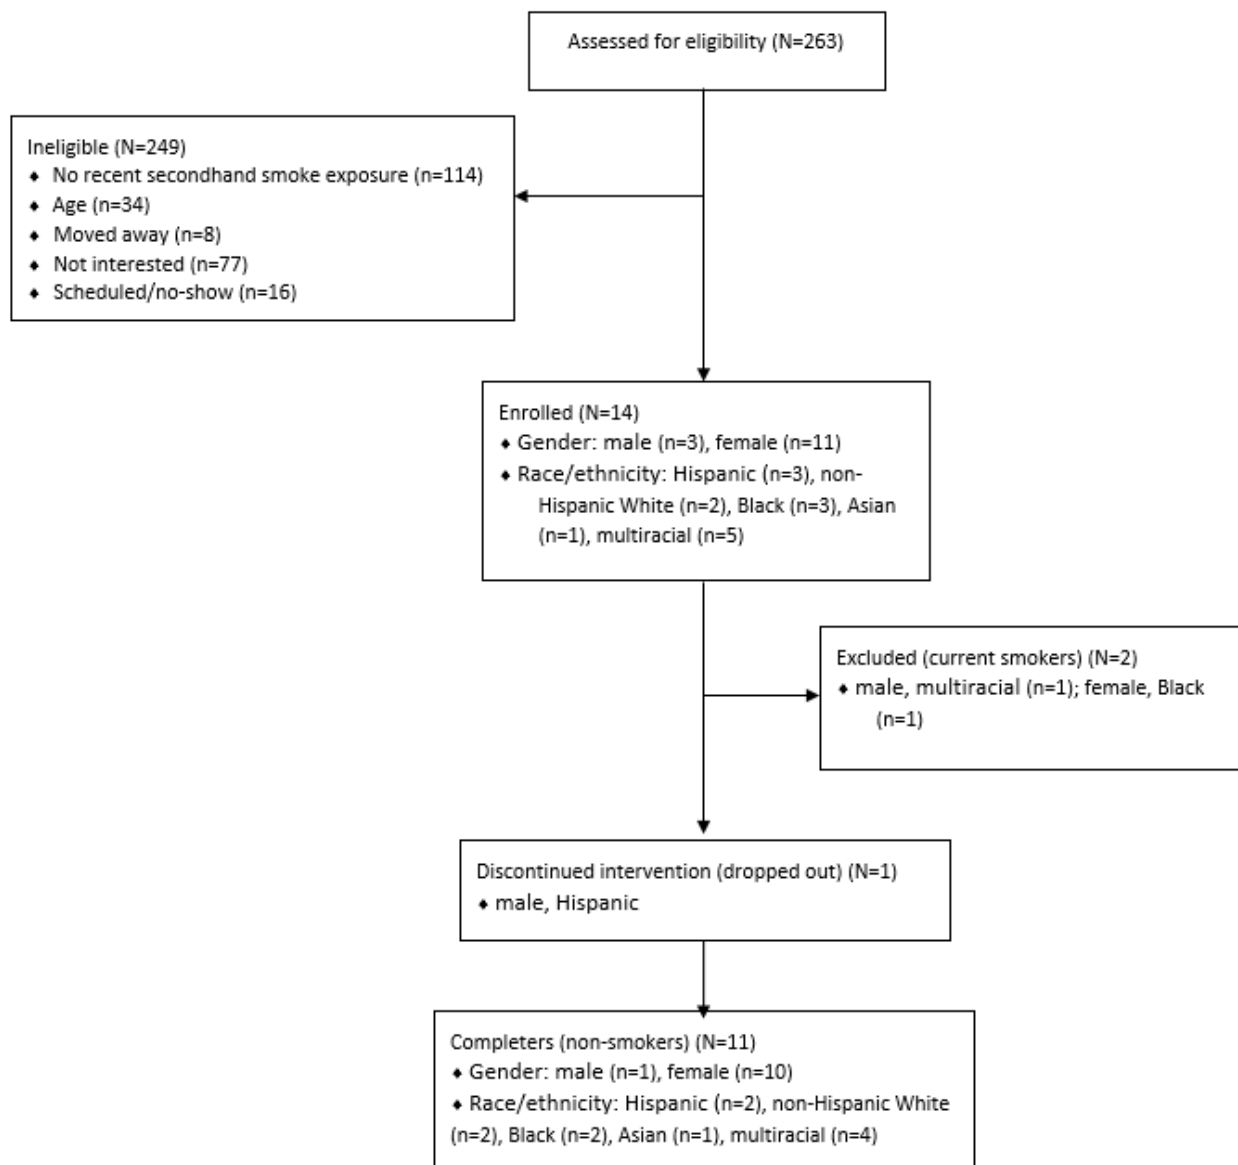 Assessed for eligibility (N=263)
Ineligible (N=249)
♦ No recent secondhand smoke exposure (n=114)
♦ Age (n=34)
♦ Moved away (n=8)
♦ Not interested (n=77)
♦ Scheduled/no-show (n=16)
Enrolled (N=14)
♦ Gender: male (n=3), female (n=11)
♦ Race/ethnicity: Hispanic (n=3), non-
Hispanic White (n=2), Black (n=3), Asian
(n=1), multiracial (n=5)
Excluded (current smokers) (N=2)
♦ male, multiracial (n=1); female, Black
(n=1)
Discontinued intervention (dropped out) (N=1)
♦ male, Hispanic
Completers (non-smokers) (N=11)
♦ Gender: male (n=1), female (n=10)
♦ Race/ethnicity: Hispanic (n=2), non-Hispanic White
(n=2), Black (n=2), Asian (n=1), multiracial (n=4)